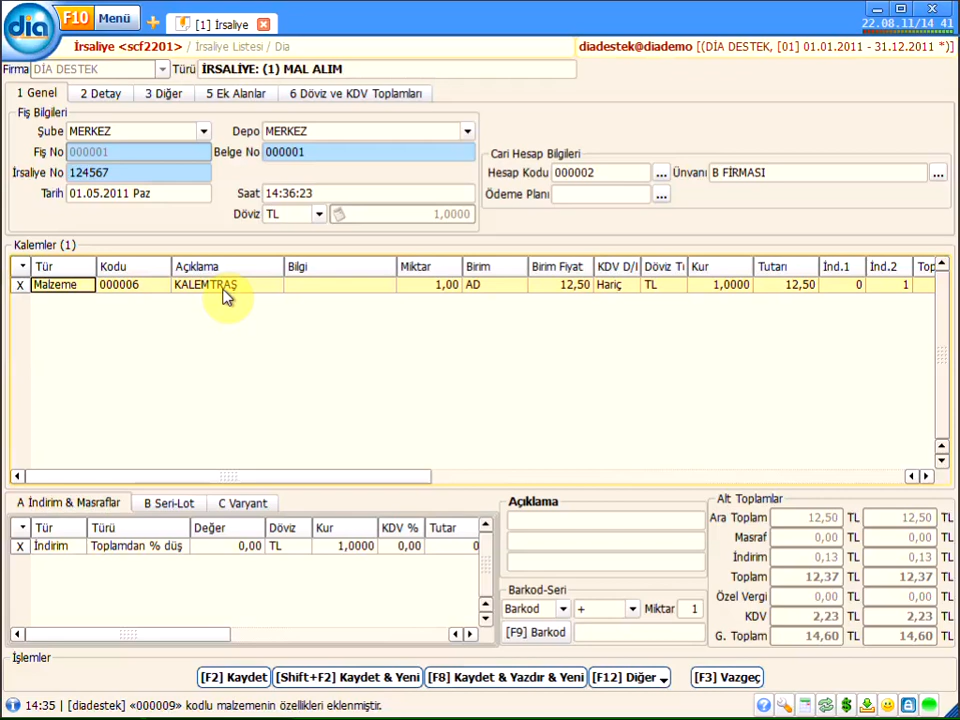 dia F10 Menü [1] İrsaliye
22.08.11/14 41
İrsaliye <scf2201> / İrsaliye Listesi / Dia
diadestek@diademo [(DİA DESTEK, [01] 01.01.2011 - 31.12.2011 *)]
Firma DİA DESTEK Türü İRSALİYE: (1) MAL ALIM
1 Genel 2 Detay 3 Diğer 5 Ek Alanlar 6 Döviz ve KDV Toplamları
Fiş Bilgileri
Şube MERKEZ Depo MERKEZ
Fiş No 000001 Belge No 000001
Cari Hesap Bilgileri
İrsaliye No 124567
Hesap Kodu 000002 ... Ünvanı B FİRMASI ...
Tarih 01.05.2011 Paz Saat 14:36:23
Ödeme Planı ...
Döviz TL 1,0000
Kalemler (1)
Tür Kodu Açıklama Bilgi Miktar Birim Birim Fiyat KDV D/I Döviz Tü Kur Tutarı İnd.1 İnd.2 Top
X Malzeme 000006 KALEMTRAŞ 1,00 AD 12,50 Hariç TL 1,0000 12,50 0 1
A İndirim & Masraflar B Seri-Lot C Varyant
Tür Türü Değer Döviz Kur KDV % Tutar
X İndirim Toplamdan % düş 0,00 TL 1,0000 0,00 0
Açıklama
Barkod-Seri
Barkod + Miktar 1
[F9] Barkod
Alt Toplamlar
Ara Toplam 12,50 TL 12,50 TL
Masraf 0,00 TL 0,00 TL
İndirim 0,13 TL 0,13 TL
Toplam 12,37 TL 12,37 TL
Özel Vergi 0,00 TL 0,00 TL
KDV 2,23 TL 2,23 TL
G. Toplam 14,60 TL 14,60 TL
İşlemler
[F2] Kaydet [Shift+F2] Kaydet & Yeni [F8] Kaydet & Yazdır & Yeni [F12] Diğer [F3] Vazgeç
14:35 | [diadestek] «000009» kodlu malzemenin özellikleri eklenmiştir.